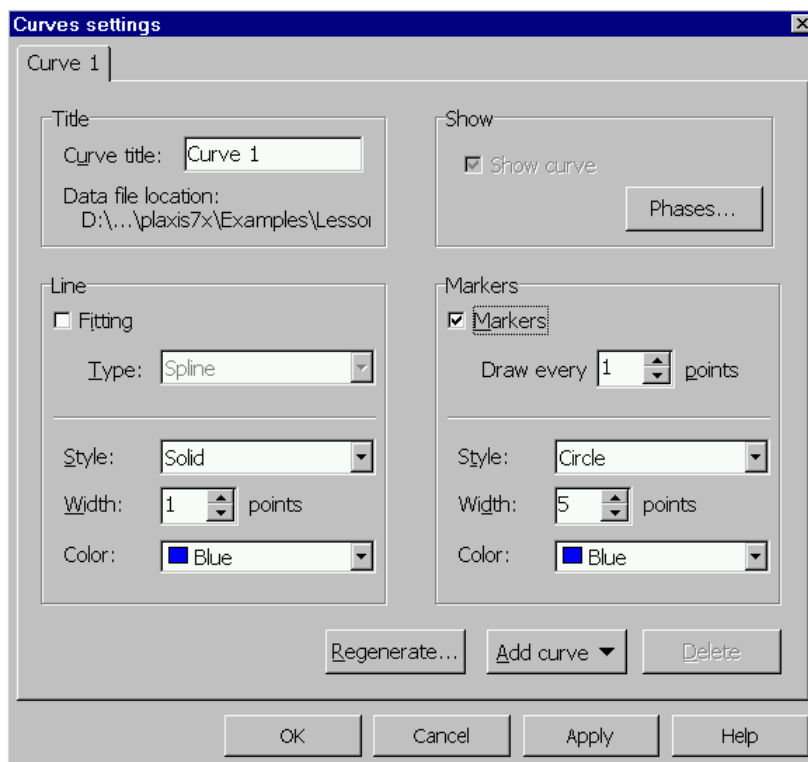 Curves settings
Curve 1
Title
Curve title: Curve 1
Data file location:
D:\...\plaxis7x\Examples\Lesson
Show
Show curve
Phases...
Line
Fitting
Type: Spline
Style: Solid
Width: 1 points
Color: Blue
Markers
Markers
Draw every 1 points
Style: Circle
Width: 5 points
Color: Blue
Regenerate...
Add curve
Delete
OK
Cancel
Apply
Help